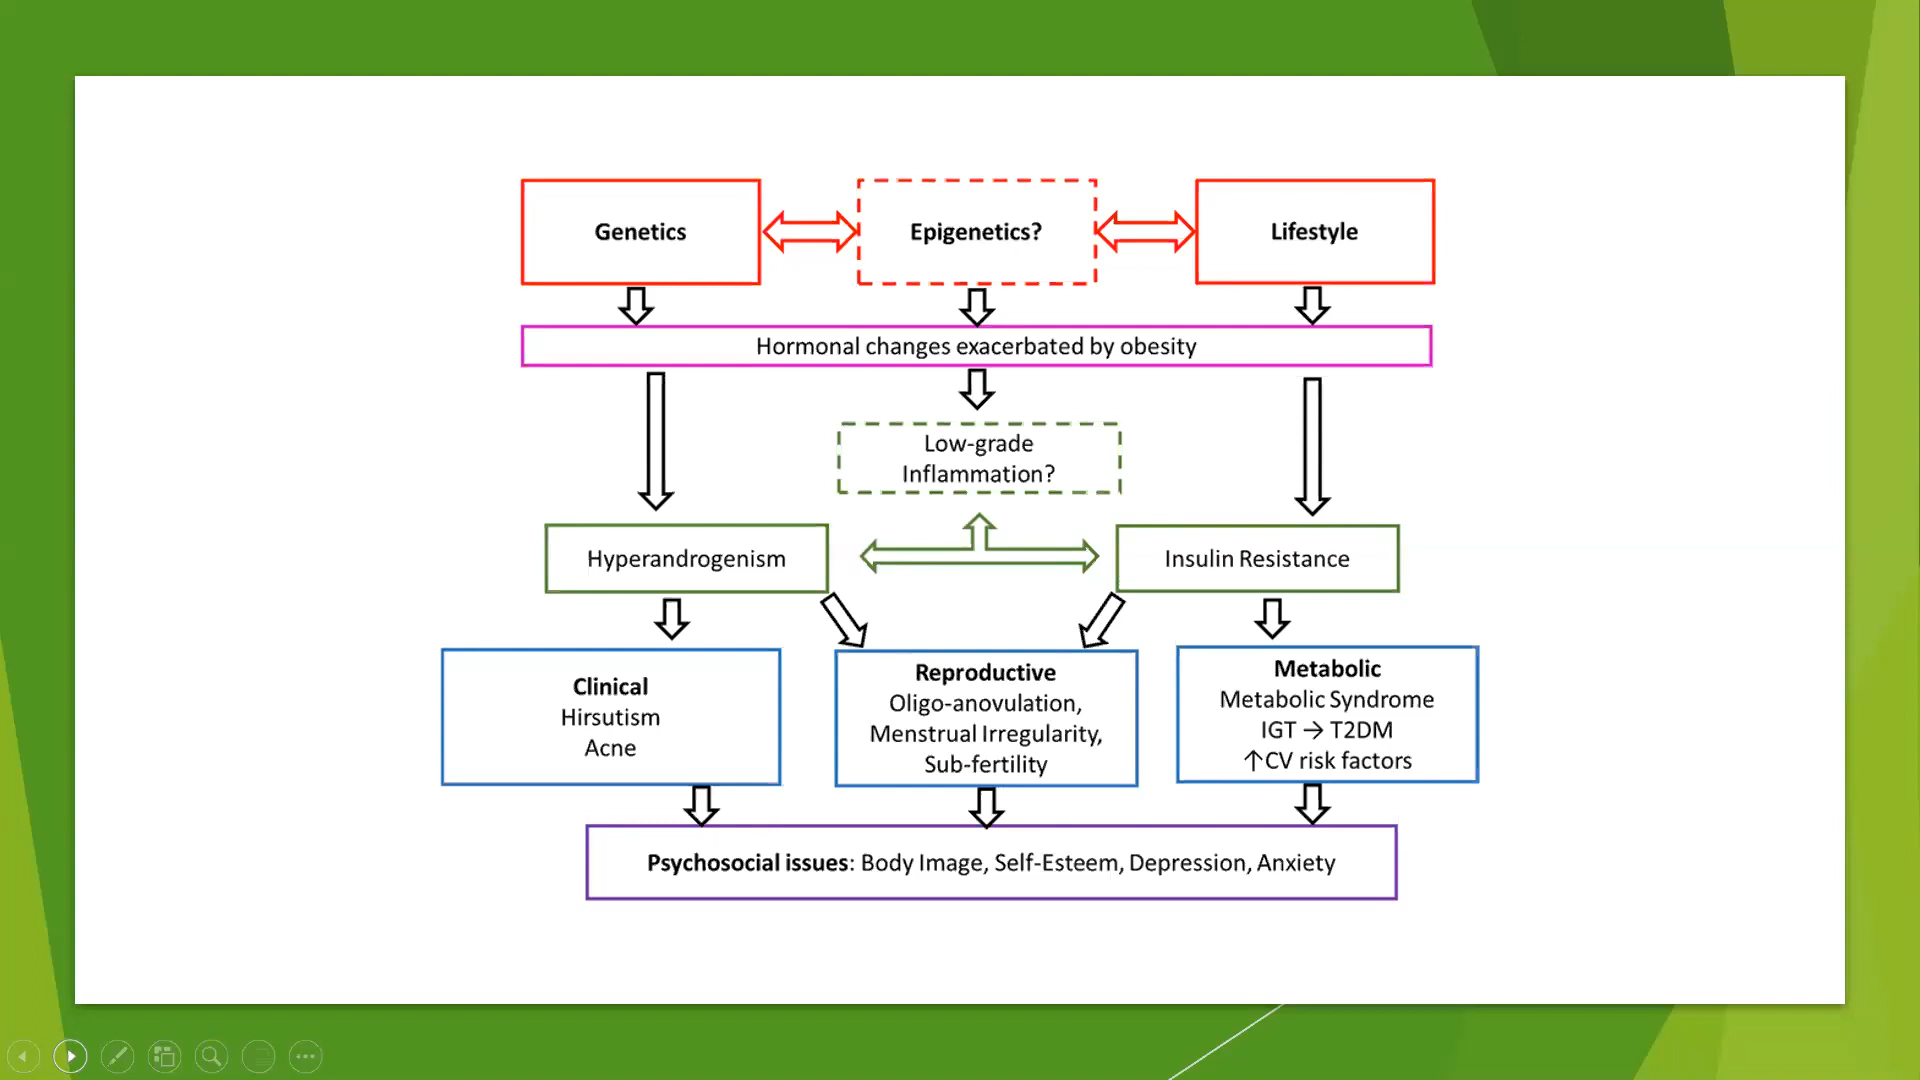 Genetics
Epigenetics?
Lifestyle
Hormonal changes exacerbated by obesity
Low-grade
Inflammation?
Hyperandrogenism
Insulin Resistance
Clinical
Hirsutism
Acne
Reproductive
Oligo-anovulation,
Menstrual Irregularity,
Sub-fertility
Metabolic
Metabolic Syndrome
IGT → T2DM
↑CV risk factors
Psychosocial issues: Body Image, Self-Esteem, Depression, Anxiety